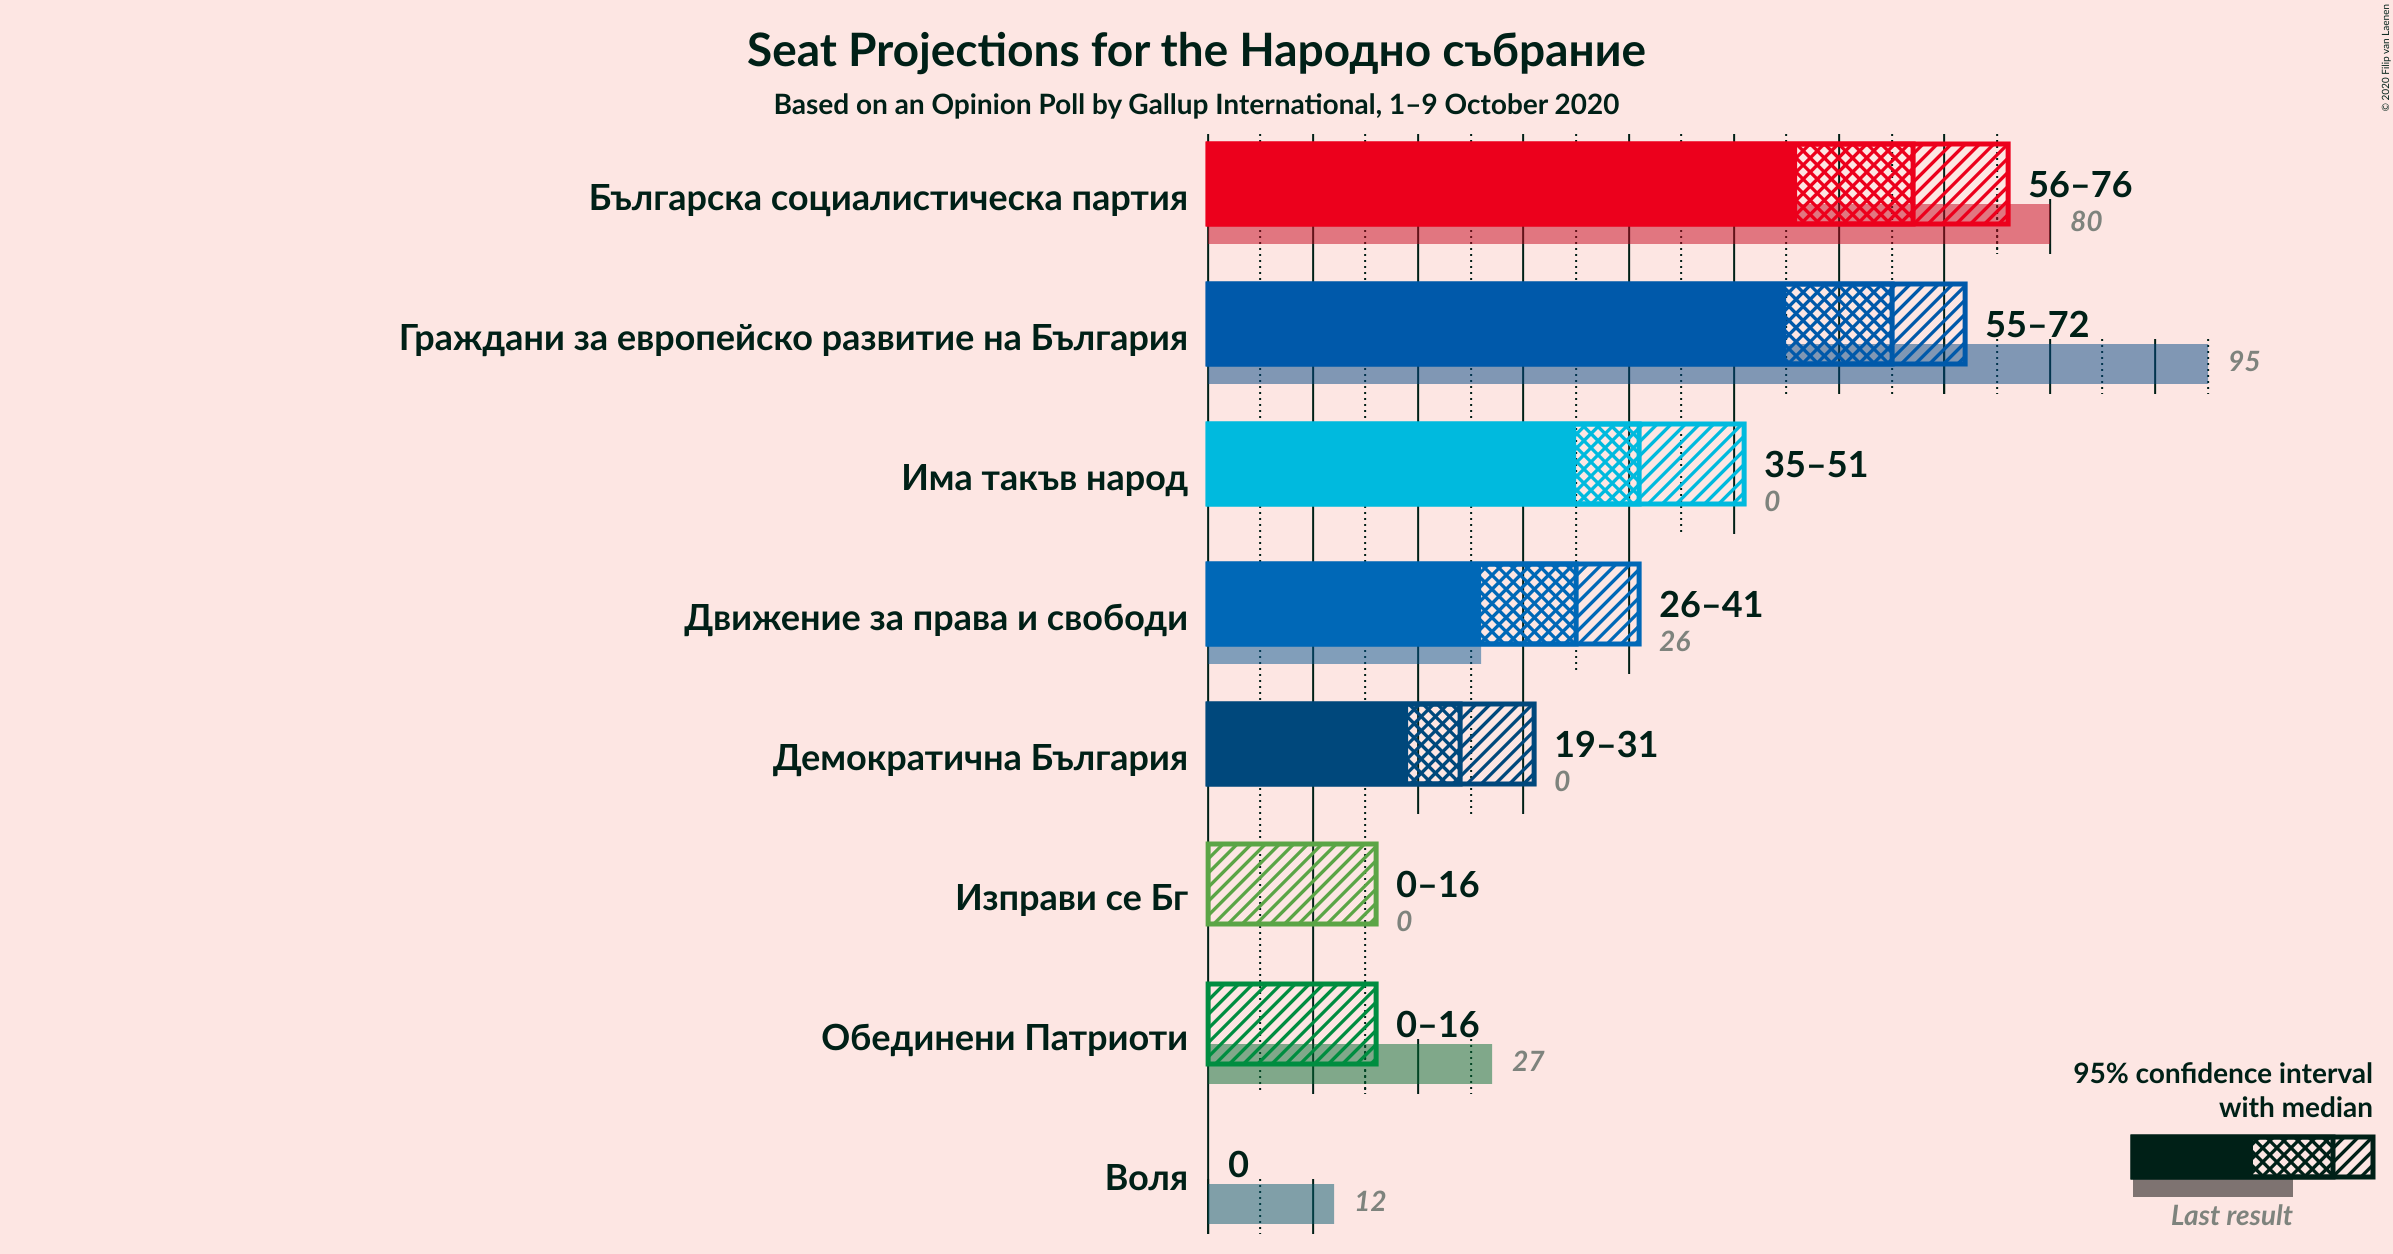 © 2020 Filip van Laenen
Seat Projections for the Народно събрание
Based on an Opinion Poll by Gallup International, 1–9 October 2020
Българска социалистическа партия
56–76
80
Граждани за европейско развитие на България
55–72
95
Има такъв народ
35–51
0
Движение за права и свободи
26–41
26
Демократична България
19–31
0
Изправи се Бг
0–16
0
Обединени Патриоти
0–16
27
Воля
0
12
95% confidence interval
with median
Last result